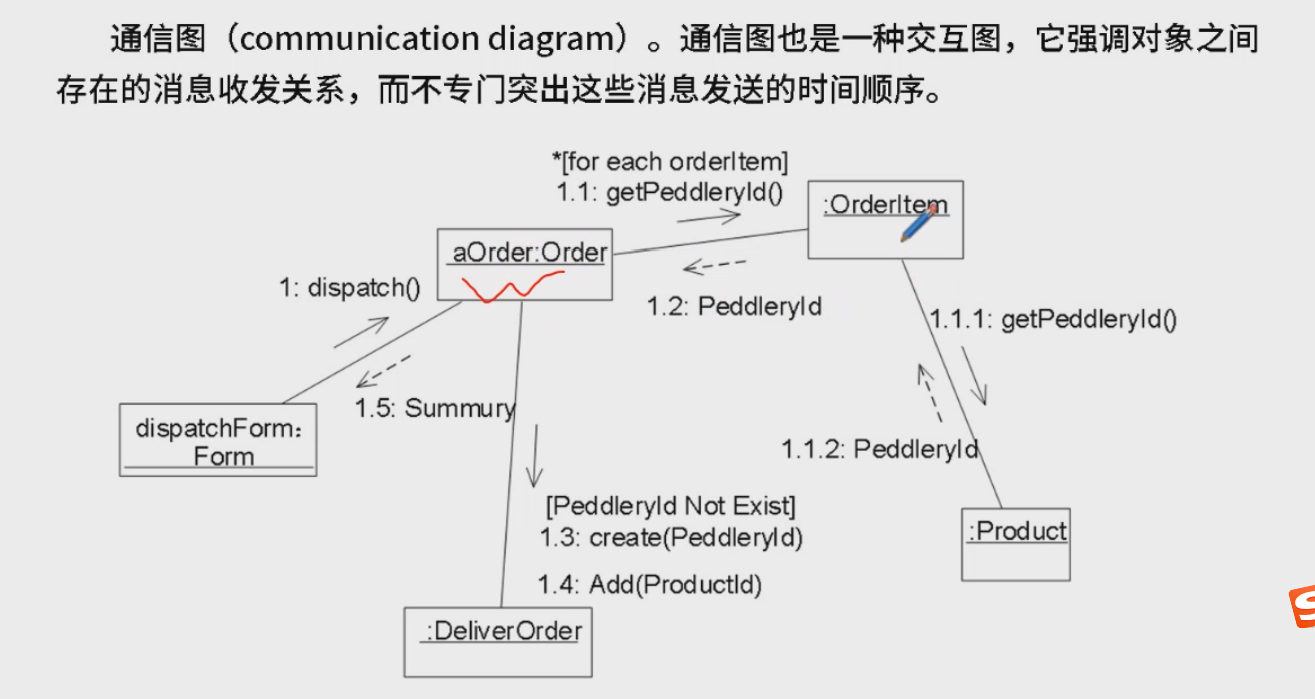 通信图（communication diagram）。通信图也是一种交互图，它强调对象之间
存在的消息收发关系，而不专门突出这些消息发送的时间顺序。
*[for each orderItem]
1.1: getPeddleryId()
:OrderItem
aOrder:Order
1: dispatch()
1.2: PeddleryId
1.1.1: getPeddleryId()
1.5: Summury
dispatchForm：
Form
1.1.2: PeddleryId
[PeddleryId Not Exist]
1.3: create(PeddleryId)
:Product
1.4: Add(ProductId)
:DeliverOrder